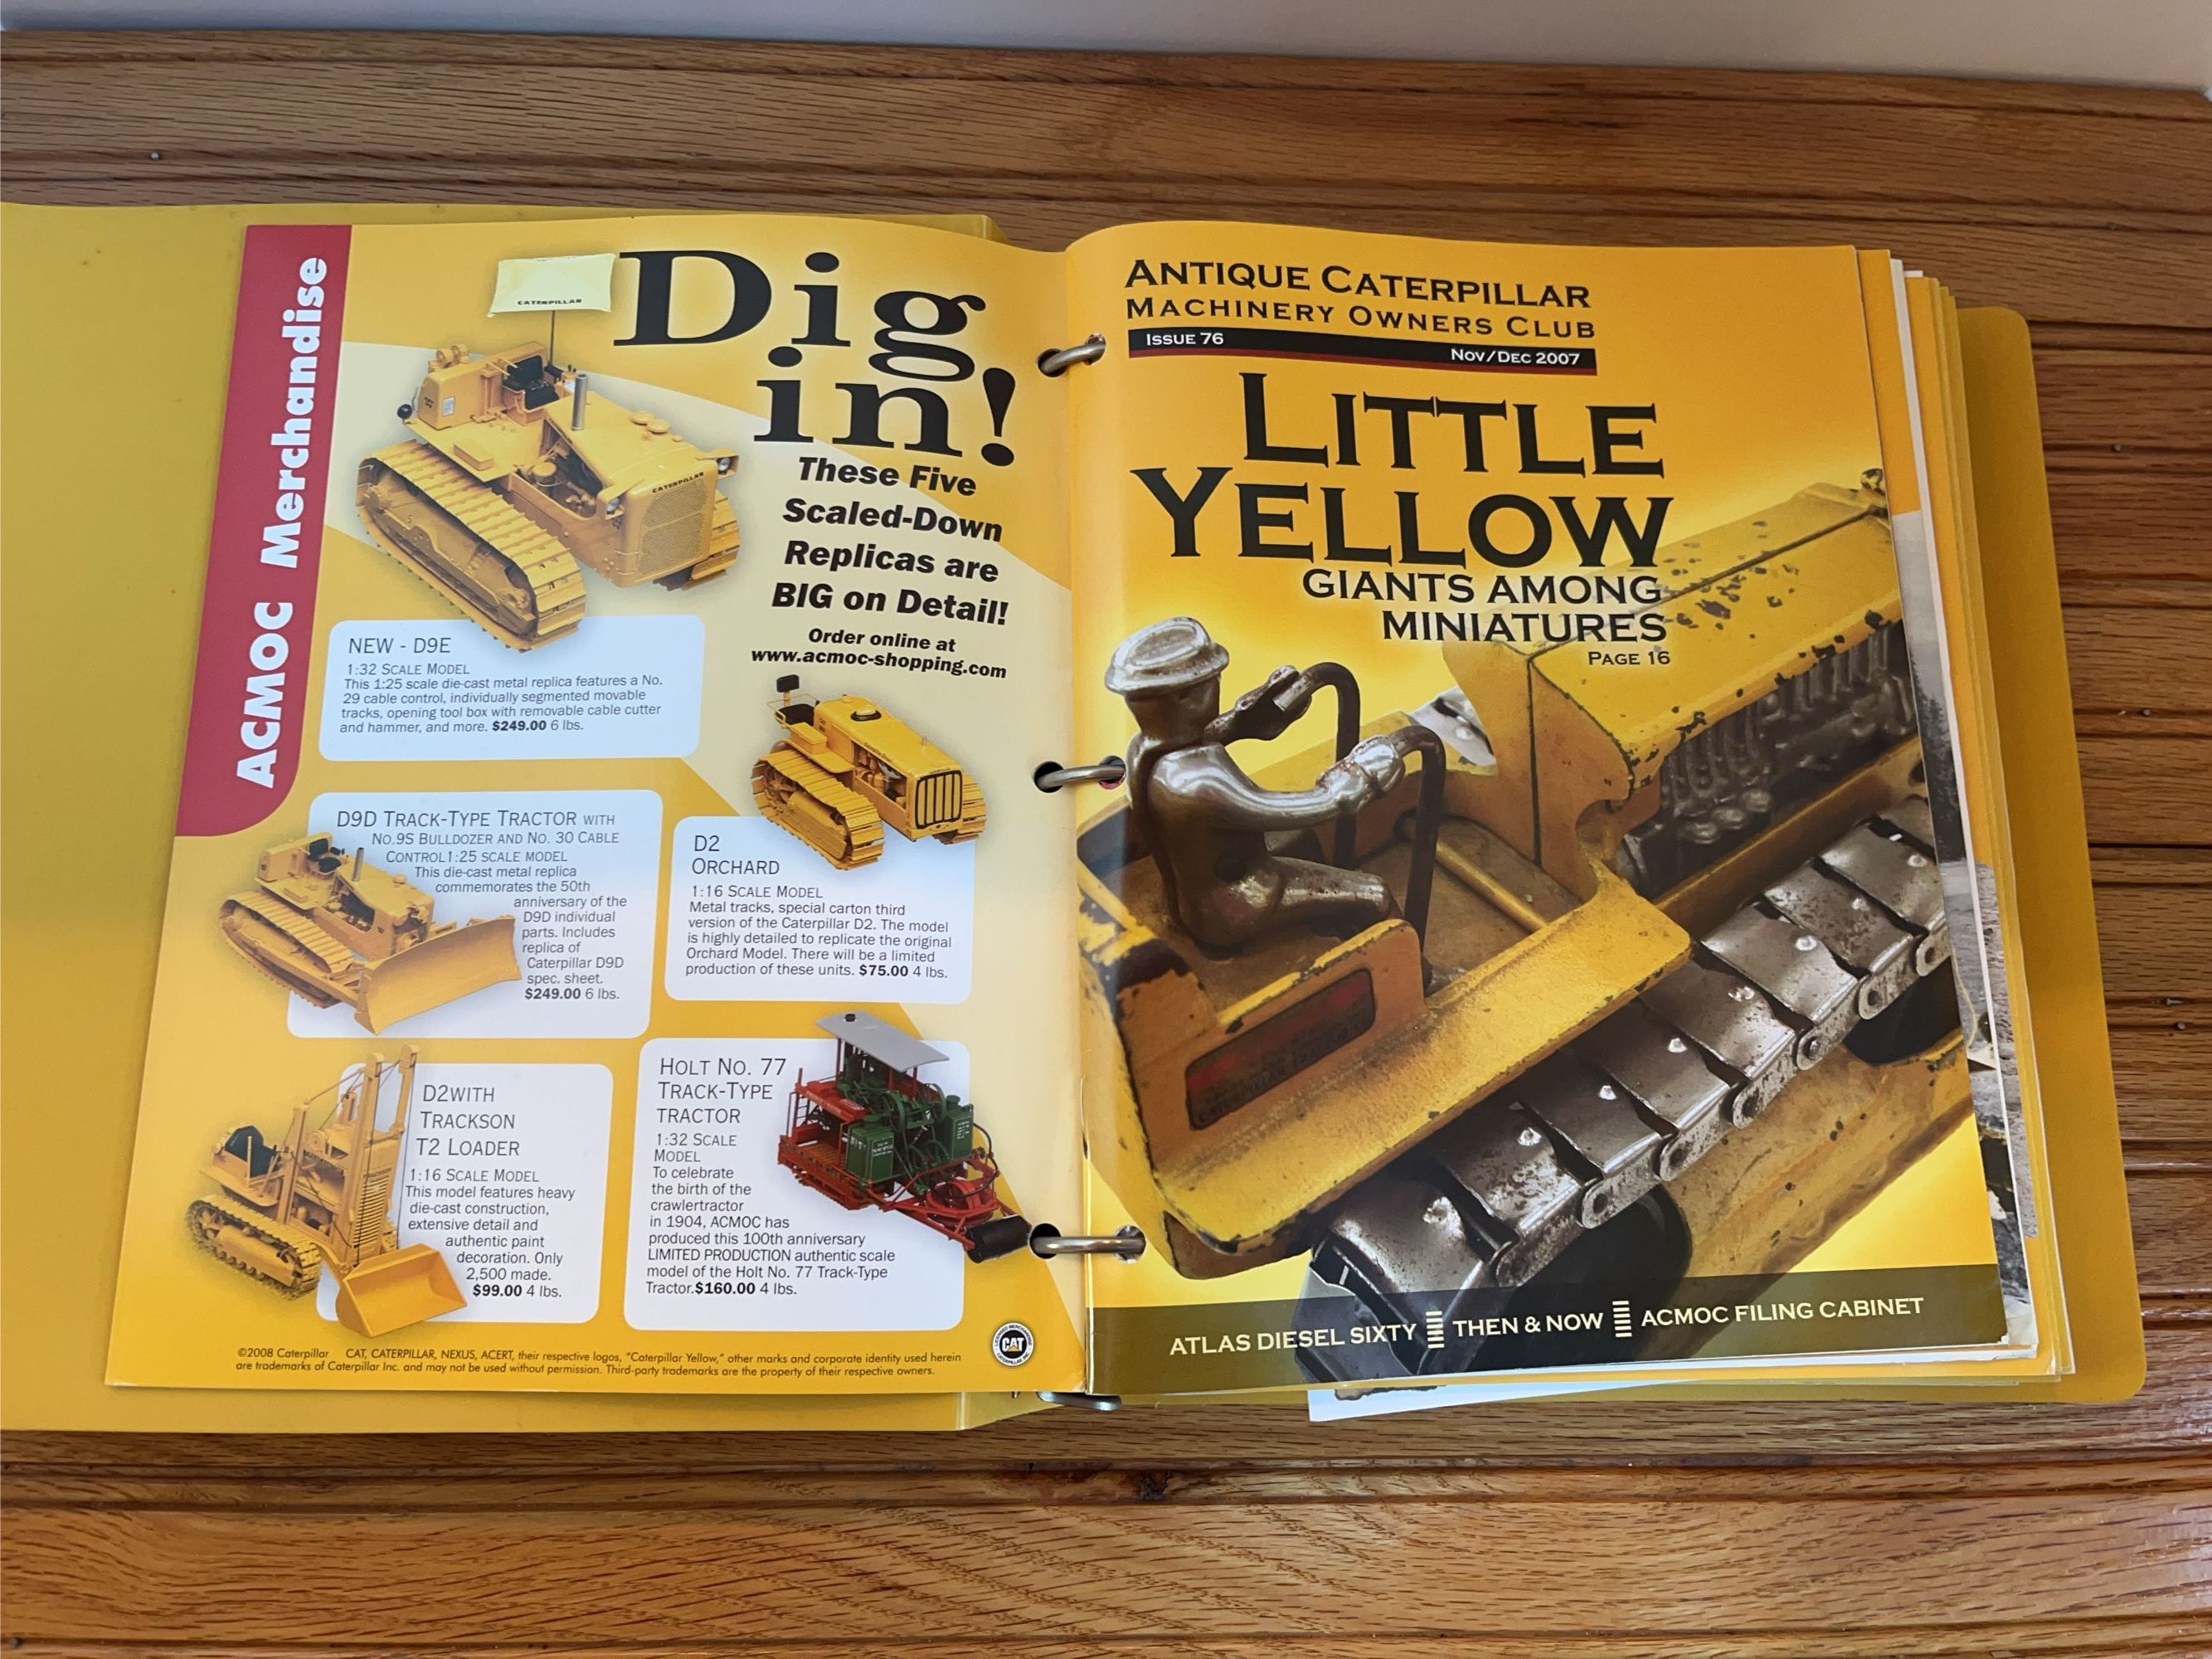 ACMOC Merchandise
CATERPILLAR
Dig
in!
These Five
Scaled-Down
Replicas are
BIG on Detail!
Order online at
www.acmoc-shopping.com
CATERPILLAR
NEW - D9E
1:32 SCALE MODEL
This 1:25 scale die-cast metal replica features a No.
29 cable control, individually segmented movable
tracks, opening tool box with removable cable cutter
and hammer, and more. $249.00 6 lbs.
D9D TRACK-TYPE TRACTOR WITH
NO.9S BULLDOZER AND NO. 30 CABLE
CONTROL1:25 SCALE MODEL
This die-cast metal replica
commemorates the 50th
anniversary of the
D9D individual
parts. Includes
replica of
Caterpillar D9D
spec. sheet.
$249.00 6 lbs.
D2
ORCHARD
1:16 SCALE MODEL
Metal tracks, special carton third
version of the Caterpillar D2. The model
is highly detailed to replicate the original
Orchard Model. There will be a limited
production of these units. $75.00 4 lbs.
D2WITH
TRACKSON
T2 LOADER
1:16 SCALE MODEL
This model features heavy
die-cast construction,
extensive detail and
authentic paint
decoration. Only
2,500 made.
$99.00 4 lbs.
HOLT NO. 77
TRACK-TYPE
TRACTOR
1:32 SCALE
MODEL
To celebrate
the birth of the
crawlertractor
in 1904, ACMOC has
produced this 100th anniversary
LIMITED PRODUCTION authentic scale
model of the Holt No. 77 Track-Type
Tractor.$160.00 4 lbs.
©2008 Caterpillar CAT, CATERPILLAR, NEXUS, ACERT, their respective logos, "Caterpillar Yellow," other marks and corporate identity used herein
are trademarks of Caterpillar Inc. and may not be used without permission. Third-party trademarks are the property of their respective owners.
CAT
ANTIQUE CATERPILLAR
MACHINERY OWNERS CLUB
ISSUE 76
NOV/DEC 2007
LITTLE
YELLOW
GIANTS AMONG
MINIATURES
PAGE 16
ATLAS DIESEL SIXTY THEN & NOW ACMOC FILING CABINET